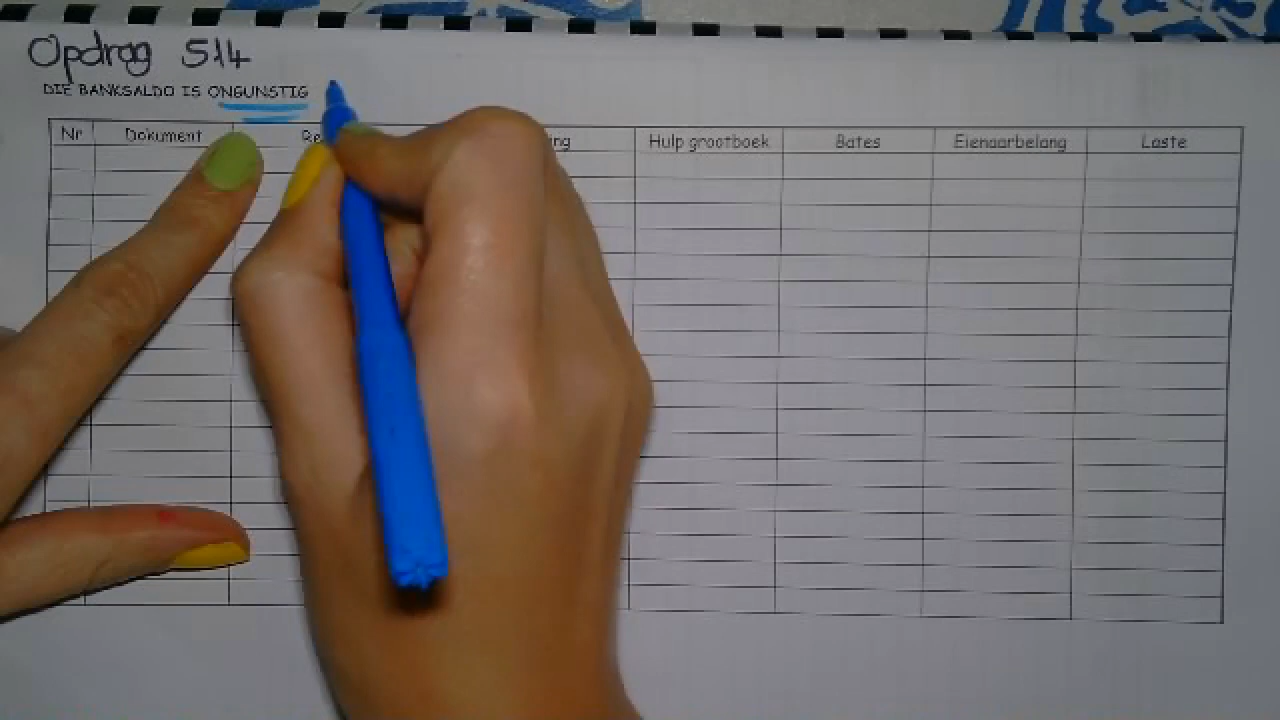 Opdrag 5.14
DIE BANKSALDO IS ONGUNSTIG
Nr Dokument Hulp grootboek Bates Eienaarbelang Laste